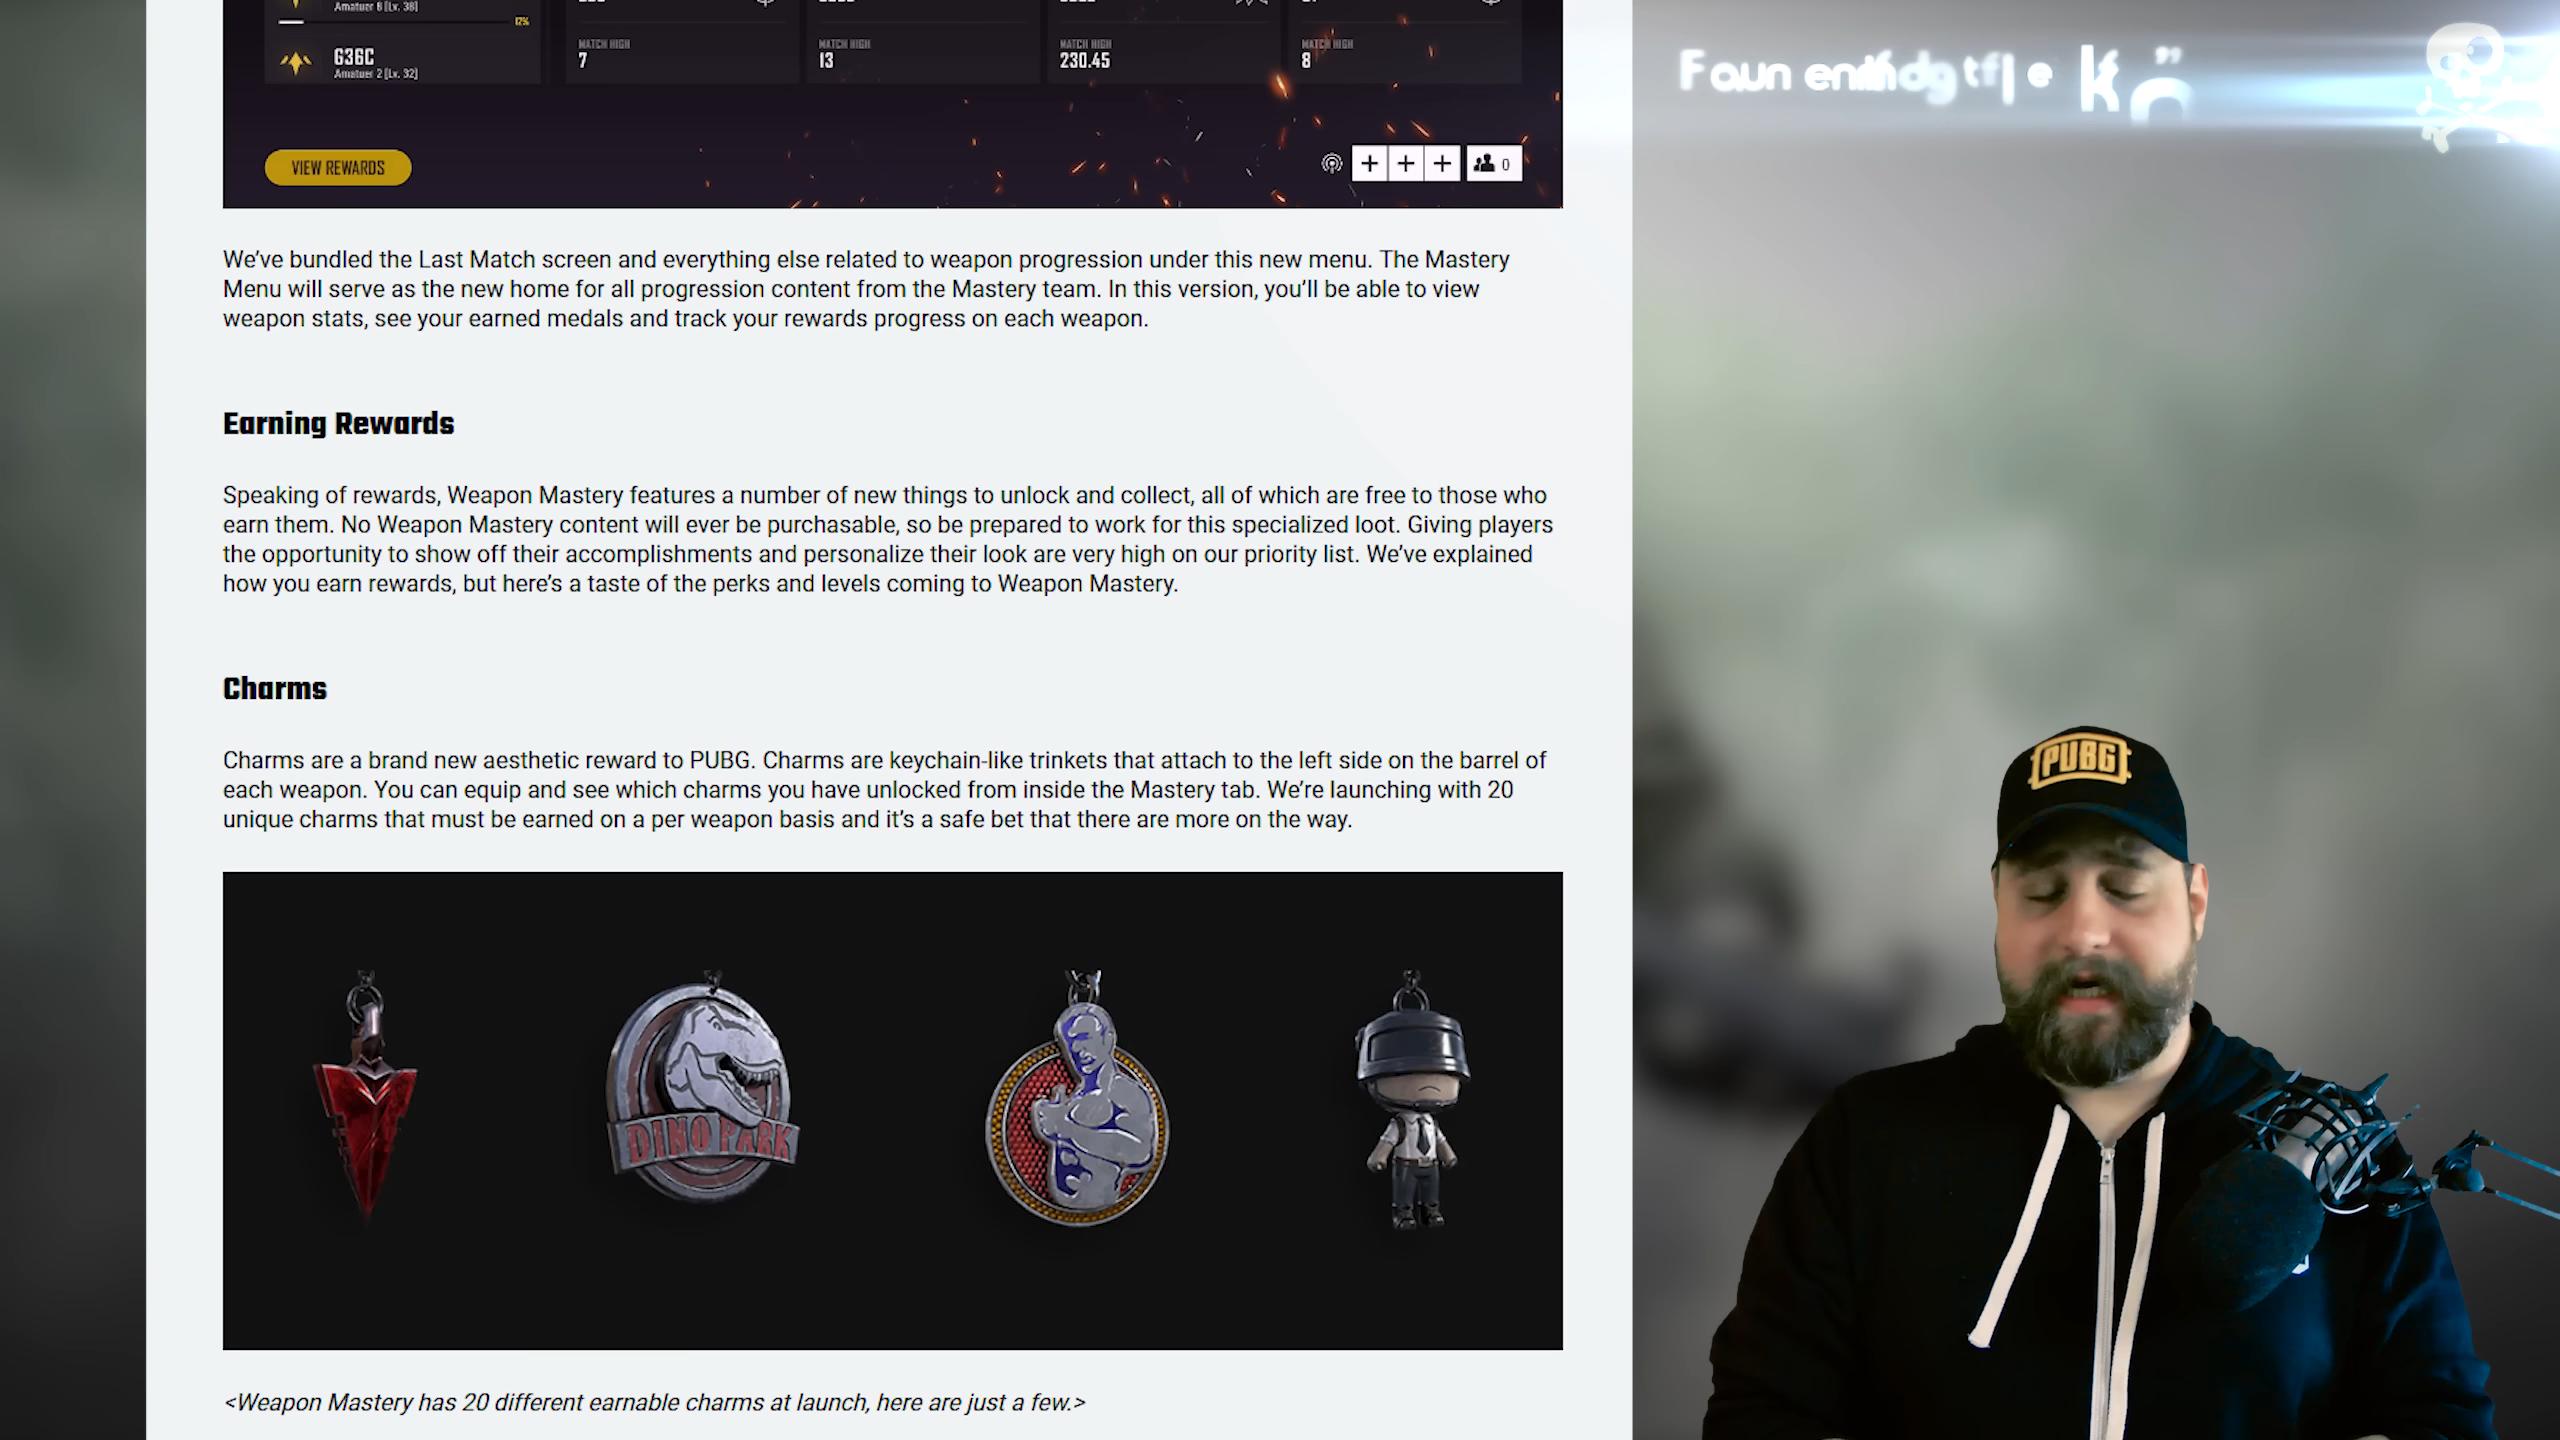 Amatuer 6 [Lv. 38]
12%
G36C
Amatuer 2 [Lv. 32]
MATCH HIGH
7
MATCH HIGH
13
MATCH HIGH
230.45
MATCH HIGH
8
VIEW REWARDS
0
We've bundled the Last Match screen and everything else related to weapon progression under this new menu. The Mastery
Menu will serve as the new home for all progression content from the Mastery team. In this version, you'll be able to view
weapon stats, see your earned medals and track your rewards progress on each weapon.
Earning Rewards
Speaking of rewards, Weapon Mastery features a number of new things to unlock and collect, all of which are free to those who
earn them. No Weapon Mastery content will ever be purchasable, so be prepared to work for this specialized loot. Giving players
the opportunity to show off their accomplishments and personalize their look are very high on our priority list. We've explained
how you earn rewards, but here's a taste of the perks and levels coming to Weapon Mastery.
Charms
Charms are a brand new aesthetic reward to PUBG. Charms are keychain-like trinkets that attach to the left side on the barrel of
each weapon. You can equip and see which charms you have unlocked from inside the Mastery tab. We're launching with 20
unique charms that must be earned on a per weapon basis and it's a safe bet that there are more on the way.
DINO PARK
<Weapon Mastery has 20 different earnable charms at launch, here are just a few.>
PUBG